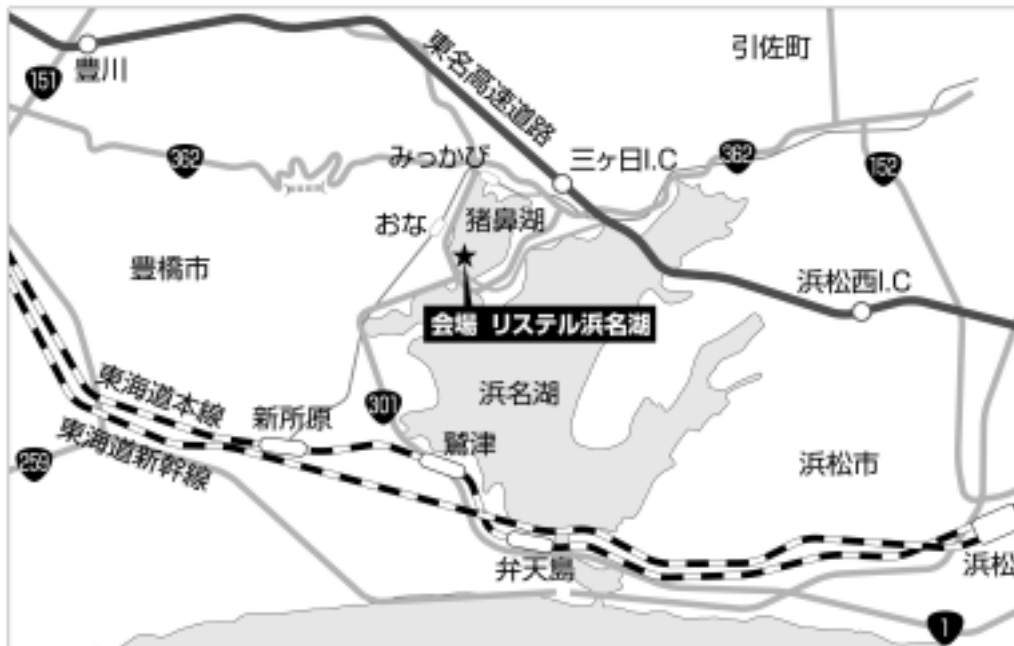 豊川
151
東名高速道路
引佐町
362
みっかび
三ヶ日I.C
362
152
おな
猪鼻湖
豊橋市
浜松西I.C
会場 リステル浜名湖
東海道本線
新所原
301
浜名湖
東海道新幹線
鷲津
浜松市
259
弁天島
浜松
1